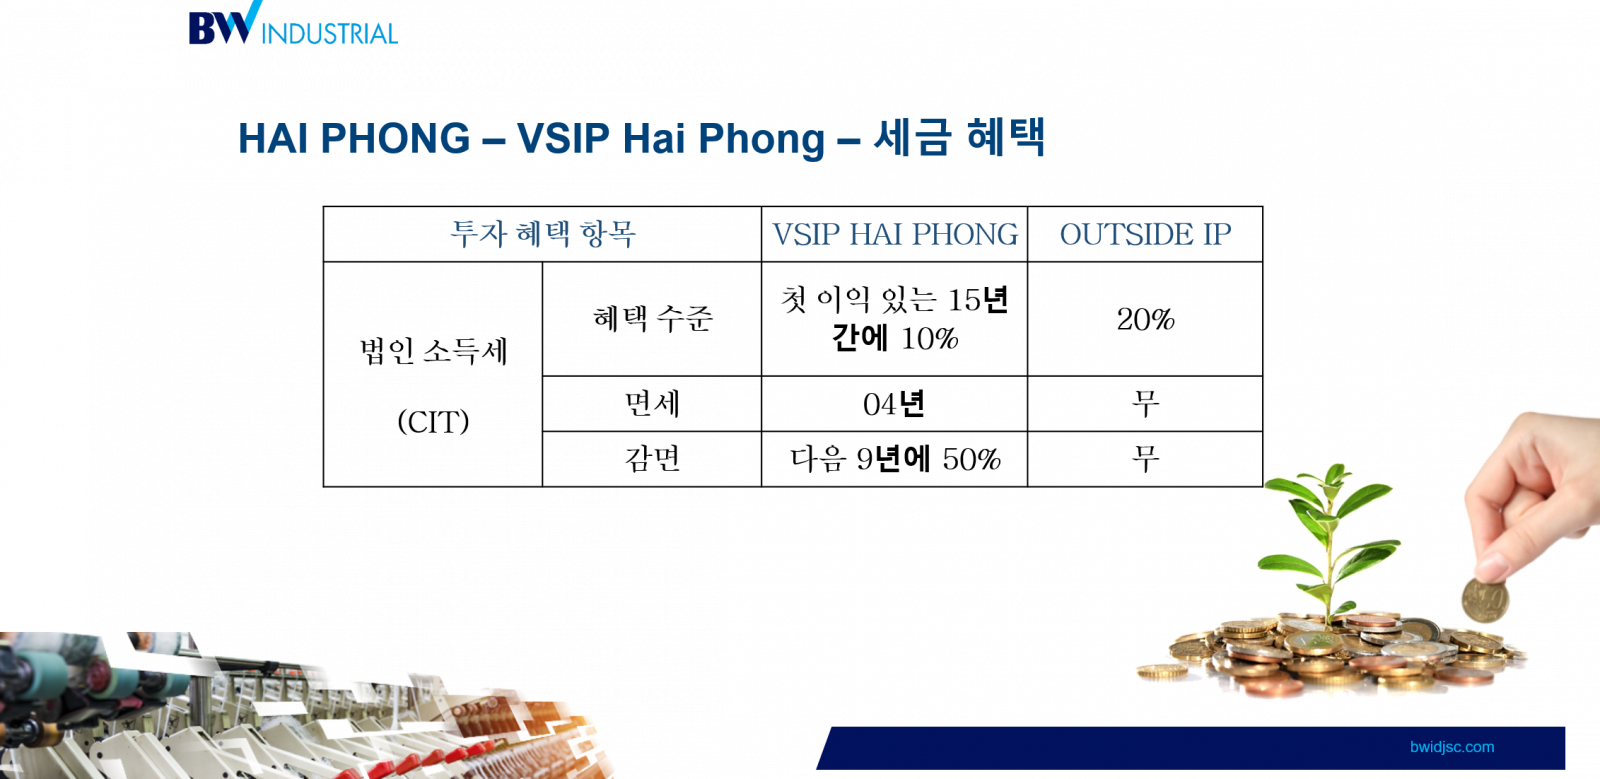 BW INDUSTRIAL
HAI PHONG – VSIP Hai Phong – 세금 혜택
투자 혜택 항목
VSIP HAI PHONG
OUTSIDE IP
법인 소득세
(CIT)
혜택 수준
첫 이익 있는 15년
간에 10%
20%
면세
04년
무
감면
다음 9년에 50%
무
bwidjsc.com